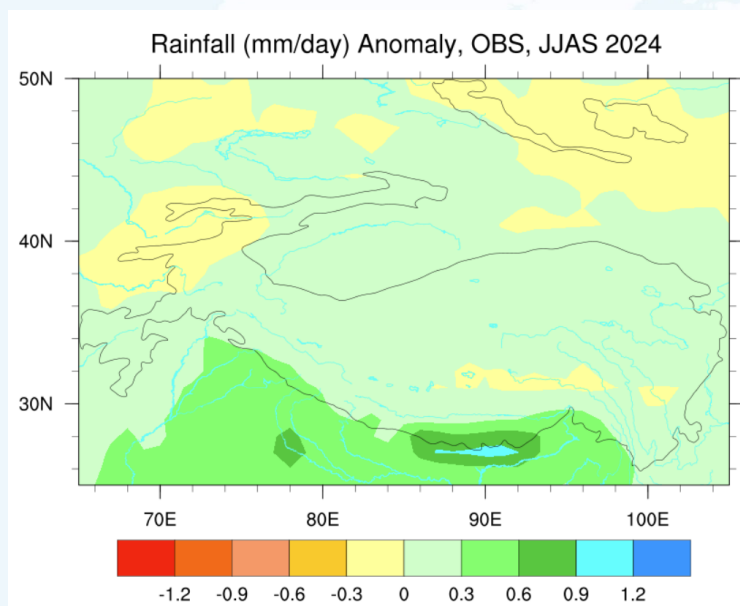 Rainfall (mm/day) Anomaly, OBS, JJAS 2024
50N
40N
30N
70E 80E 90E 100E
-1.2 -0.9 -0.6 -0.3 0 0.3 0.6 0.9 1.2